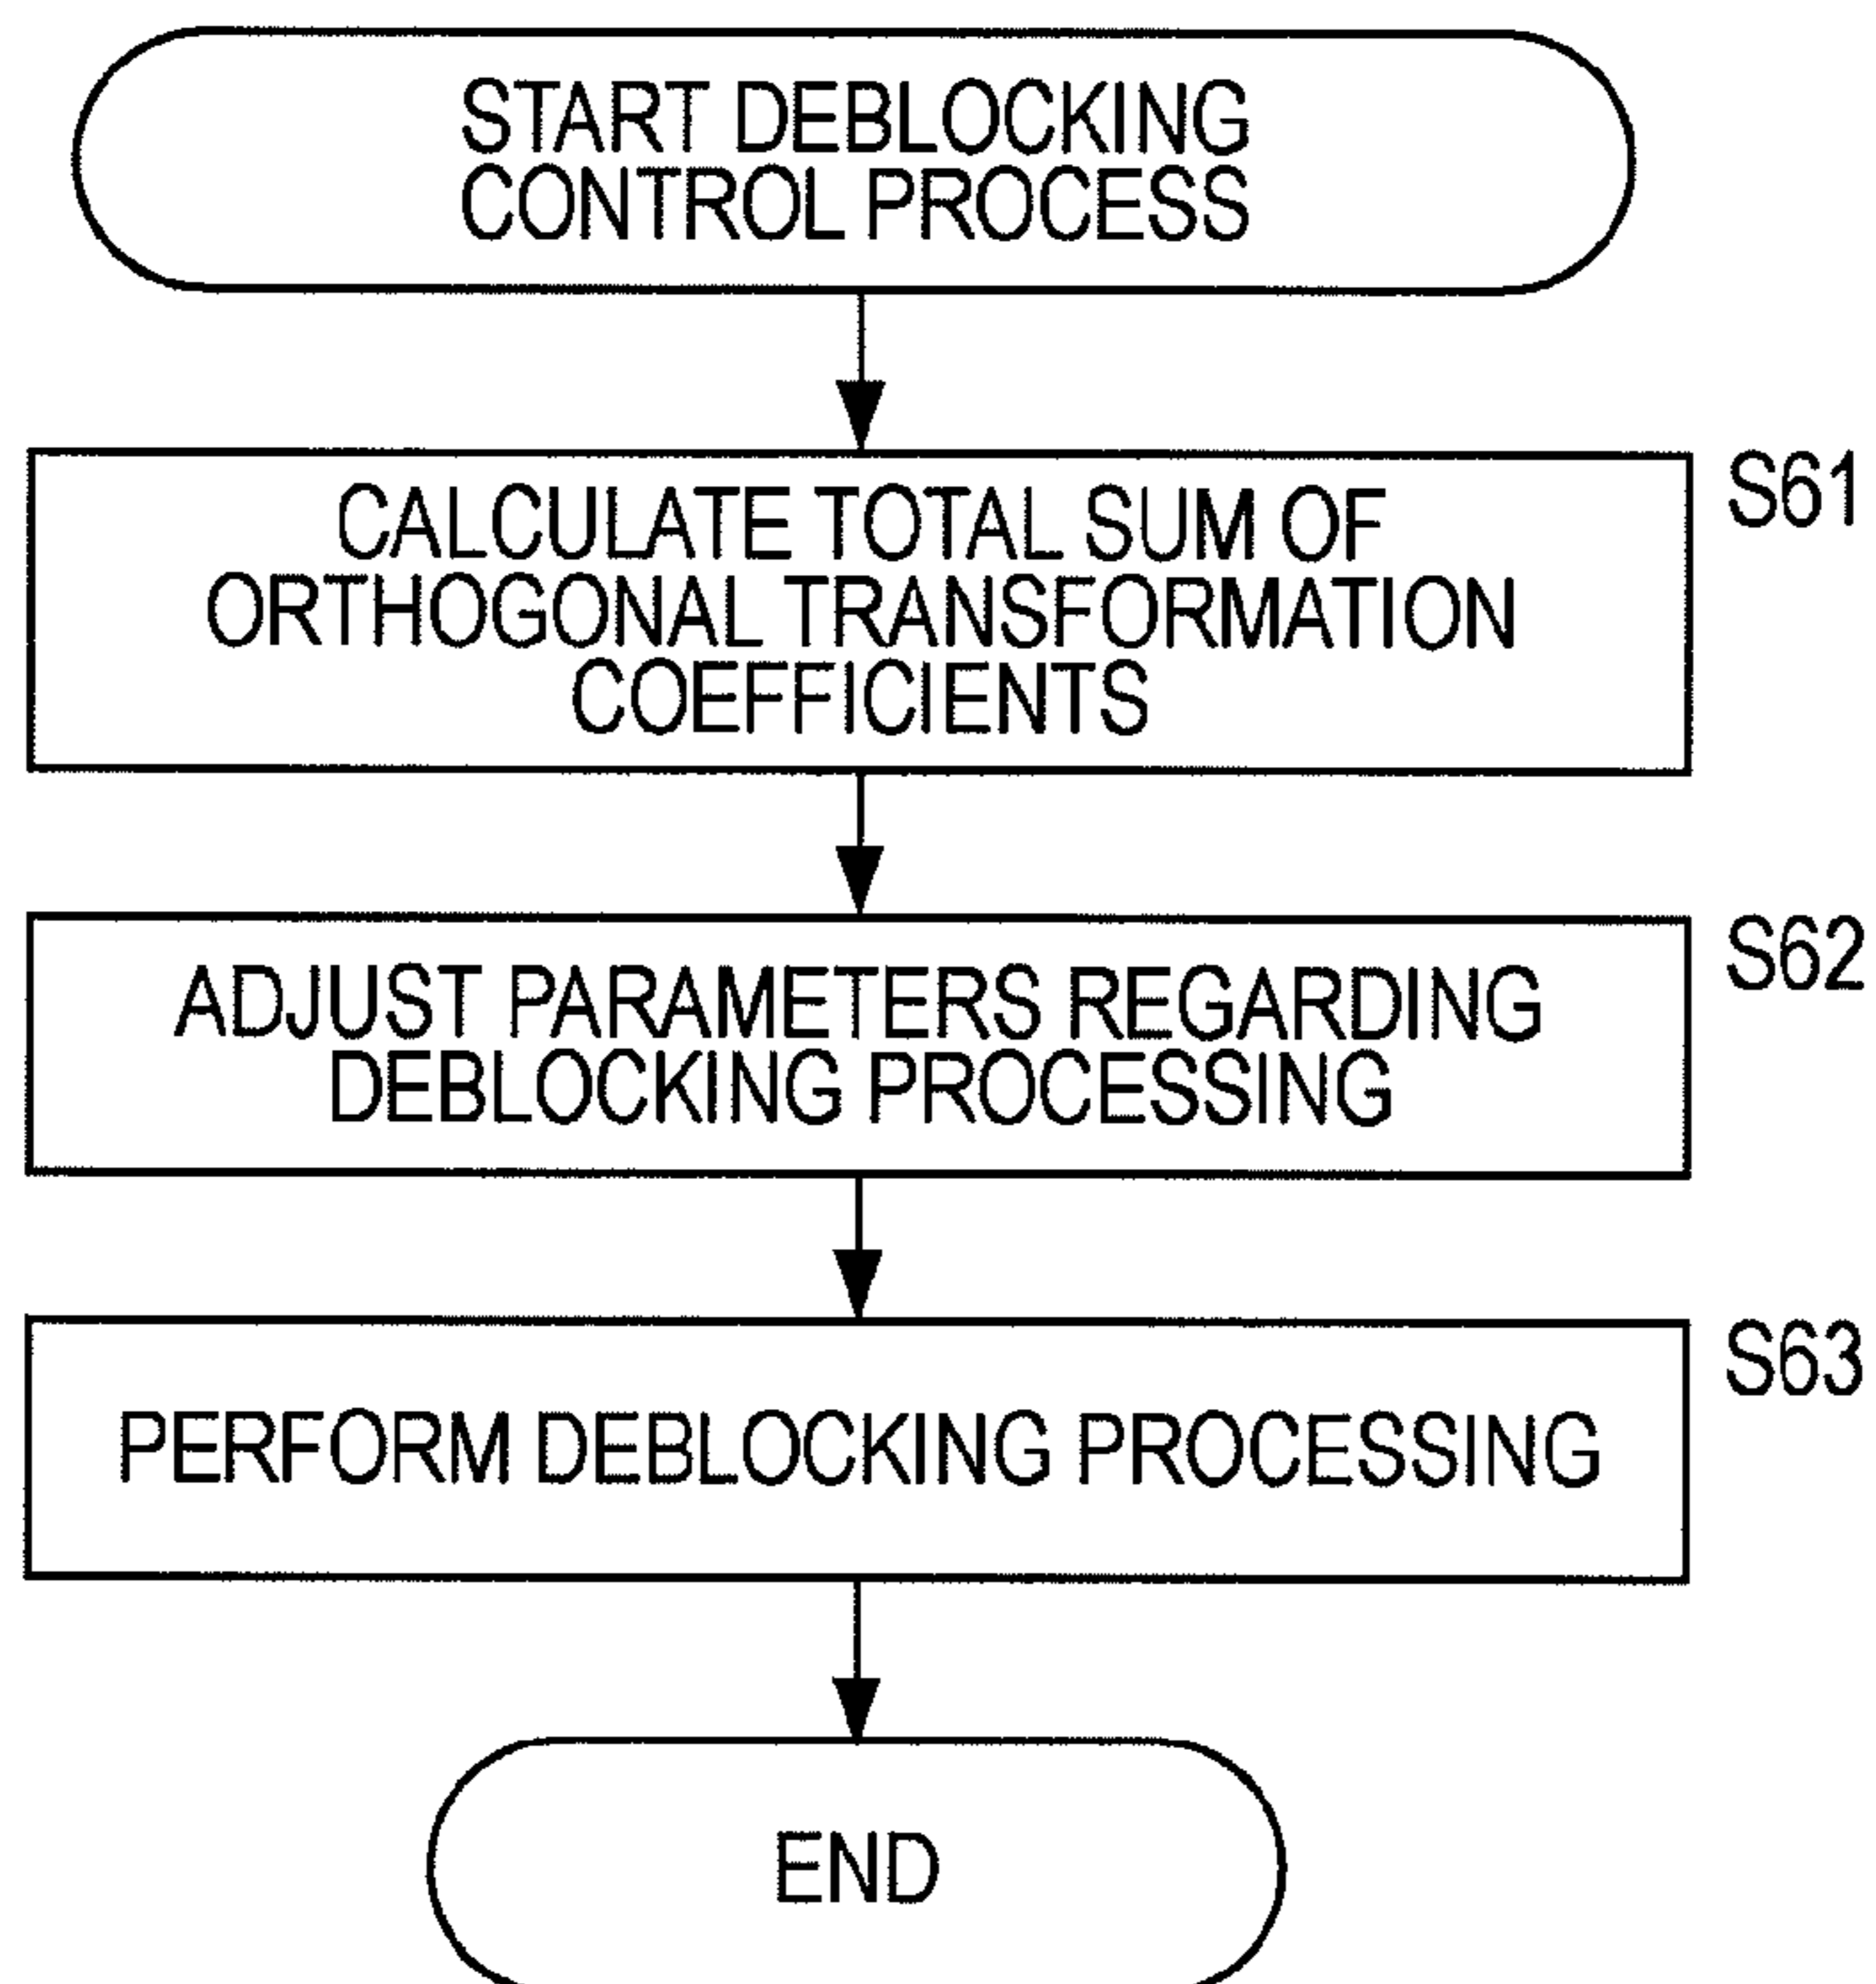 START DEBLOCKING
CONTROL PROCESS
S61
CALCULATE TOTAL SUM OF
ORTHOGONAL TRANSFORMATION
COEFFICIENTS
S62
ADJUST PARAMETERS REGARDING
DEBLOCKING PROCESSING
S63
PERFORM DEBLOCKING PROCESSING
END